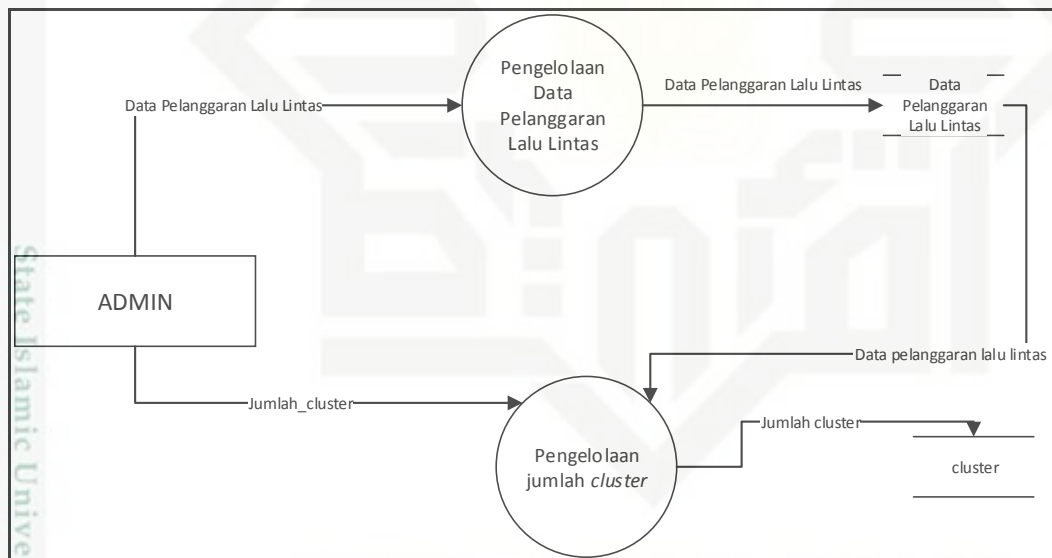 Pengelolaan
Data
Pelanggaran
Lalu Lintas
Data Pelanggaran Lalu Lintas
Data Pelanggaran Lalu Lintas
Data
Pelanggaran
Lalu Lintas
ADMIN
Data pelanggaran lalu lintas
Jumlah_cluster
Jumlah cluster
Pengelolaan
jumlah cluster
cluster
State Islamic Unive